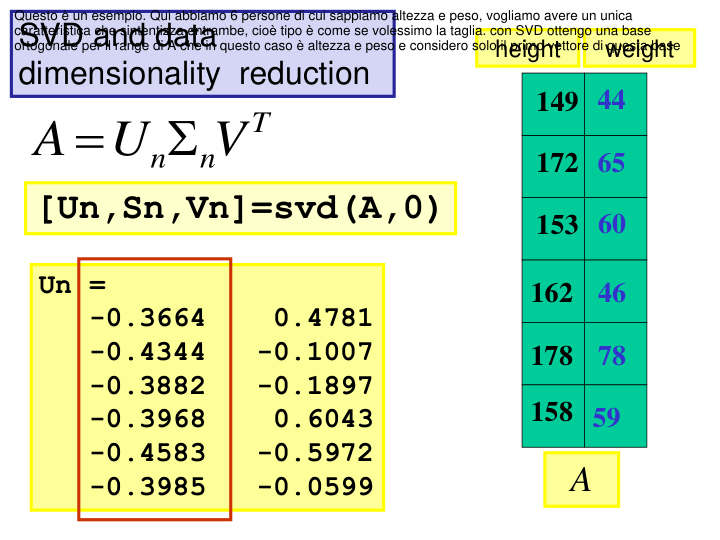 Questo è un esempio. Qui abbiamo 6 persone di cui sappiamo altezza e peso, vogliamo avere un unica
caratteristica che sintentizza entrambe, cioè tipo è come se volessimo la taglia. con SVD ottengo una base
ortogonale per il range di A che in questo caso è altezza e peso e considero solo il primo vettore di questa base
SVD and data
dimensionality reduction
height weight
A = UₙΣₙVᵀ
[Un,Sn,Vn]=svd(A,0)
Un =
-0.3664 0.4781
-0.4344 -0.1007
-0.3882 -0.1897
-0.3968 0.6043
-0.4583 -0.5972
-0.3985 -0.0599
149 44
172 65
153 60
162 46
178 78
158 59
A